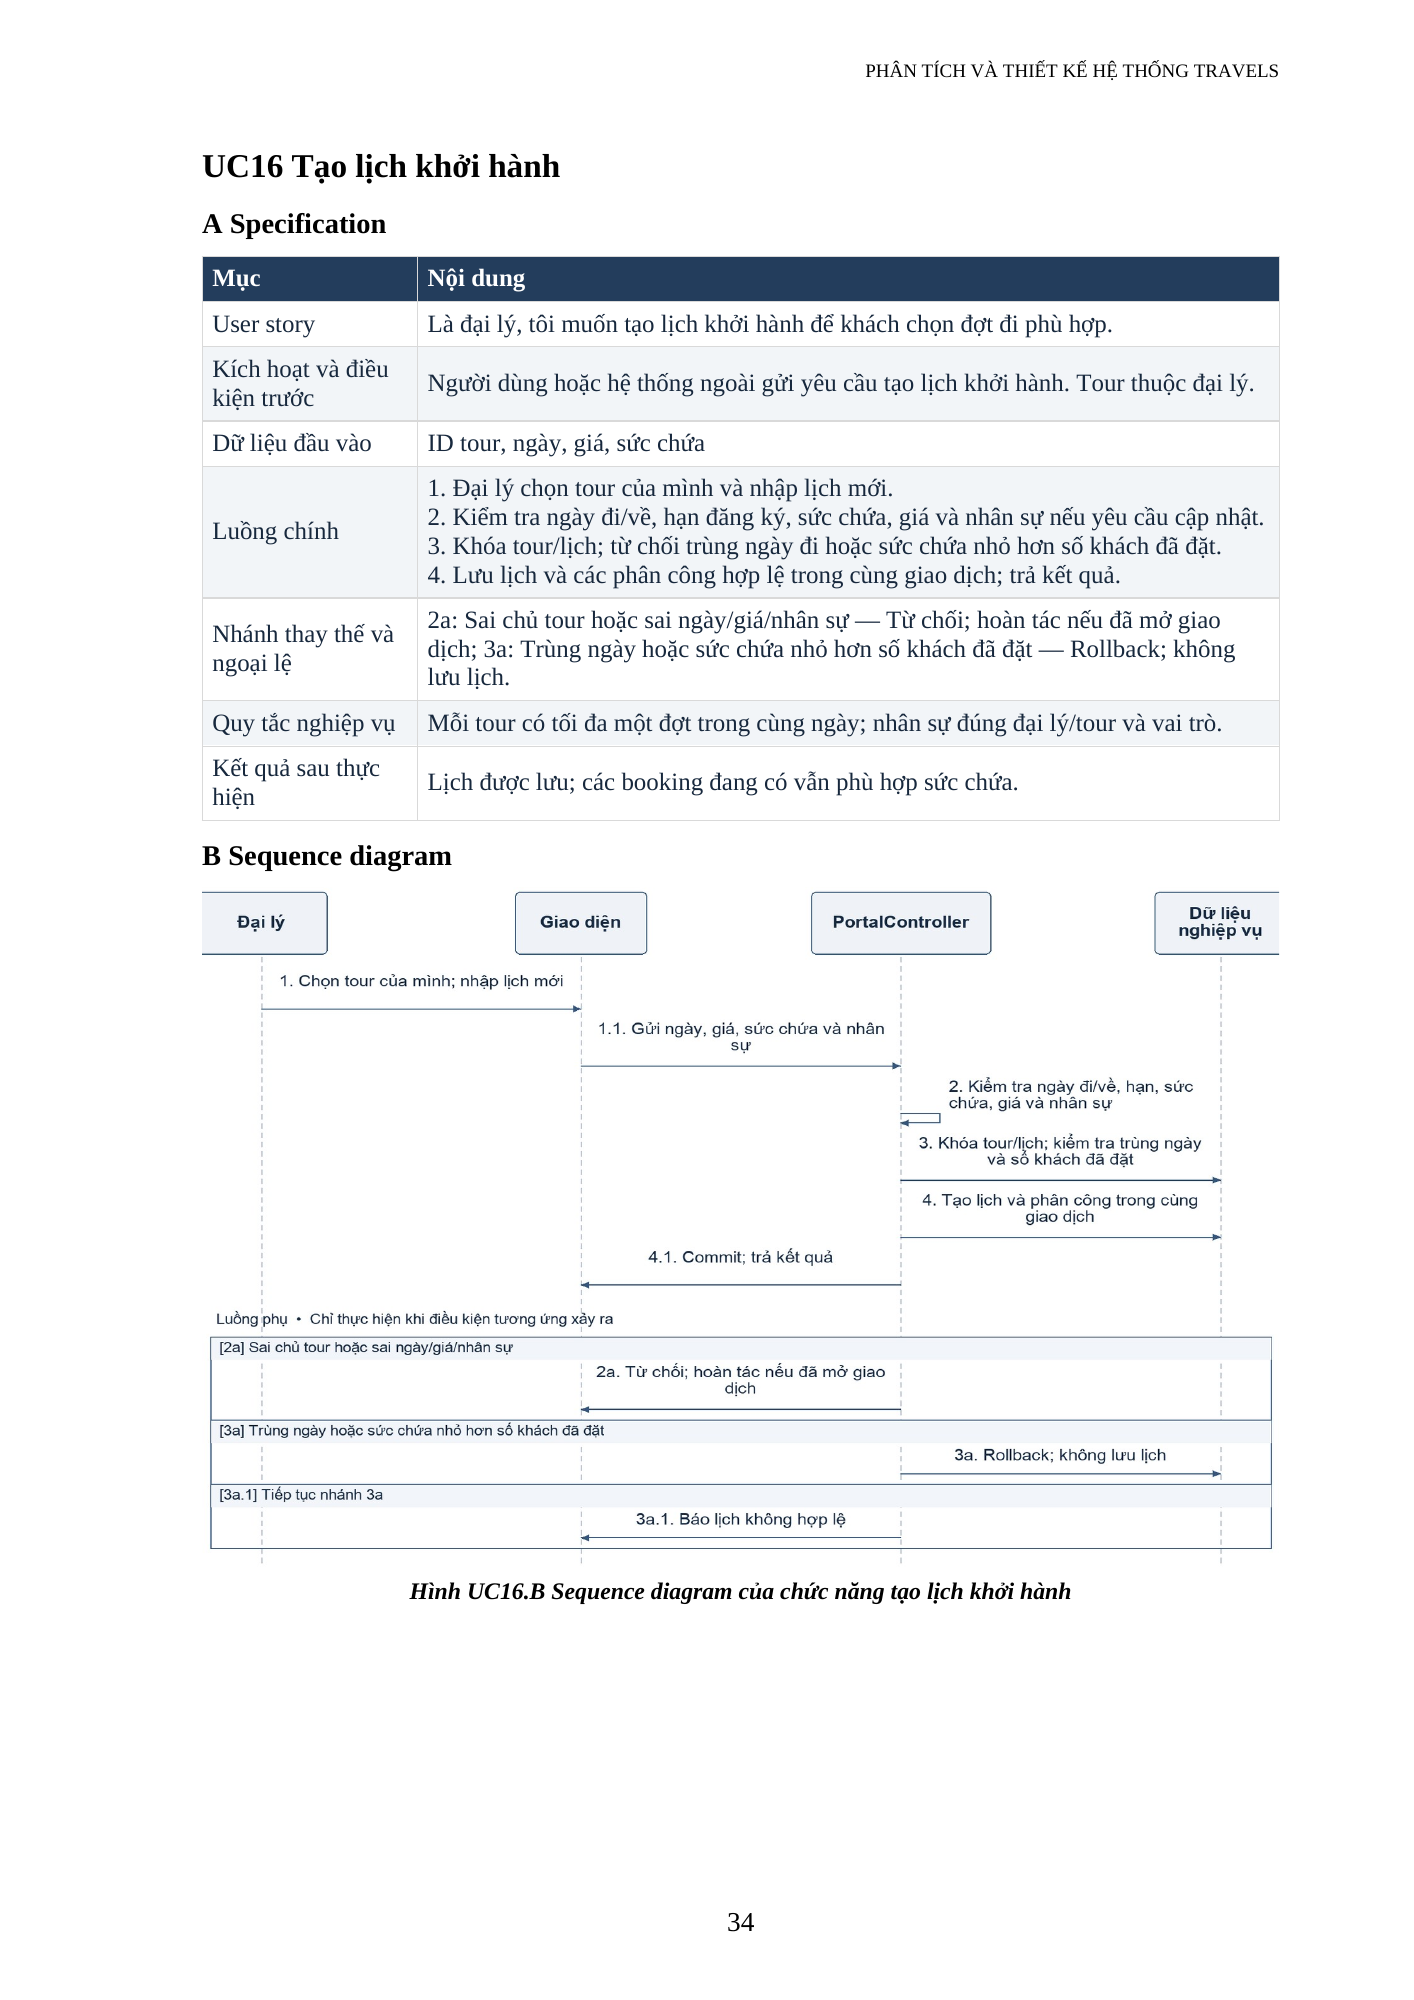 PHÂN TÍCH VÀ THIẾT KẾ HỆ THỐNG TRAVELS
UC16 Tạo lịch khởi hành
A Specification
Mục
Nội dung
User story
Là đại lý, tôi muốn tạo lịch khởi hành để khách chọn đợt đi phù hợp.
Kích hoạt và điều
kiện trước
Người dùng hoặc hệ thống ngoài gửi yêu cầu tạo lịch khởi hành. Tour thuộc đại lý.
Dữ liệu đầu vào
ID tour, ngày, giá, sức chứa
Luồng chính
1. Đại lý chọn tour của mình và nhập lịch mới.
2. Kiểm tra ngày đi/về, hạn đăng ký, sức chứa, giá và nhân sự nếu yêu cầu cập nhật.
3. Khóa tour/lịch; từ chối trùng ngày đi hoặc sức chứa nhỏ hơn số khách đã đặt.
4. Lưu lịch và các phân công hợp lệ trong cùng giao dịch; trả kết quả.
Nhánh thay thế và
ngoại lệ
2a: Sai chủ tour hoặc sai ngày/giá/nhân sự — Từ chối; hoàn tác nếu đã mở giao
dịch; 3a: Trùng ngày hoặc sức chứa nhỏ hơn số khách đã đặt — Rollback; không
lưu lịch.
Quy tắc nghiệp vụ
Mỗi tour có tối đa một đợt trong cùng ngày; nhân sự đúng đại lý/tour và vai trò.
Kết quả sau thực
hiện
Lịch được lưu; các booking đang có vẫn phù hợp sức chứa.
B Sequence diagram
Đại lý
Giao diện
PortalController
Dữ liệu
nghiệp vụ
1. Chọn tour của mình; nhập lịch mới
1.1. Gửi ngày, giá, sức chứa và nhân
sự
2. Kiểm tra ngày đi/về, hạn, sức
chứa, giá và nhân sự
3. Khóa tour/lịch; kiểm tra trùng ngày
và số khách đã đặt
4. Tạo lịch và phân công trong cùng
giao dịch
4.1. Commit; trả kết quả
Luồng phụ • Chỉ thực hiện khi điều kiện tương ứng xảy ra
[2a] Sai chủ tour hoặc sai ngày/giá/nhân sự
2a. Từ chối; hoàn tác nếu đã mở giao
dịch
[3a] Trùng ngày hoặc sức chứa nhỏ hơn số khách đã đặt
3a. Rollback; không lưu lịch
[3a.1] Tiếp tục nhánh 3a
3a.1. Báo lịch không hợp lệ
Hình UC16.B Sequence diagram của chức năng tạo lịch khởi hành
34